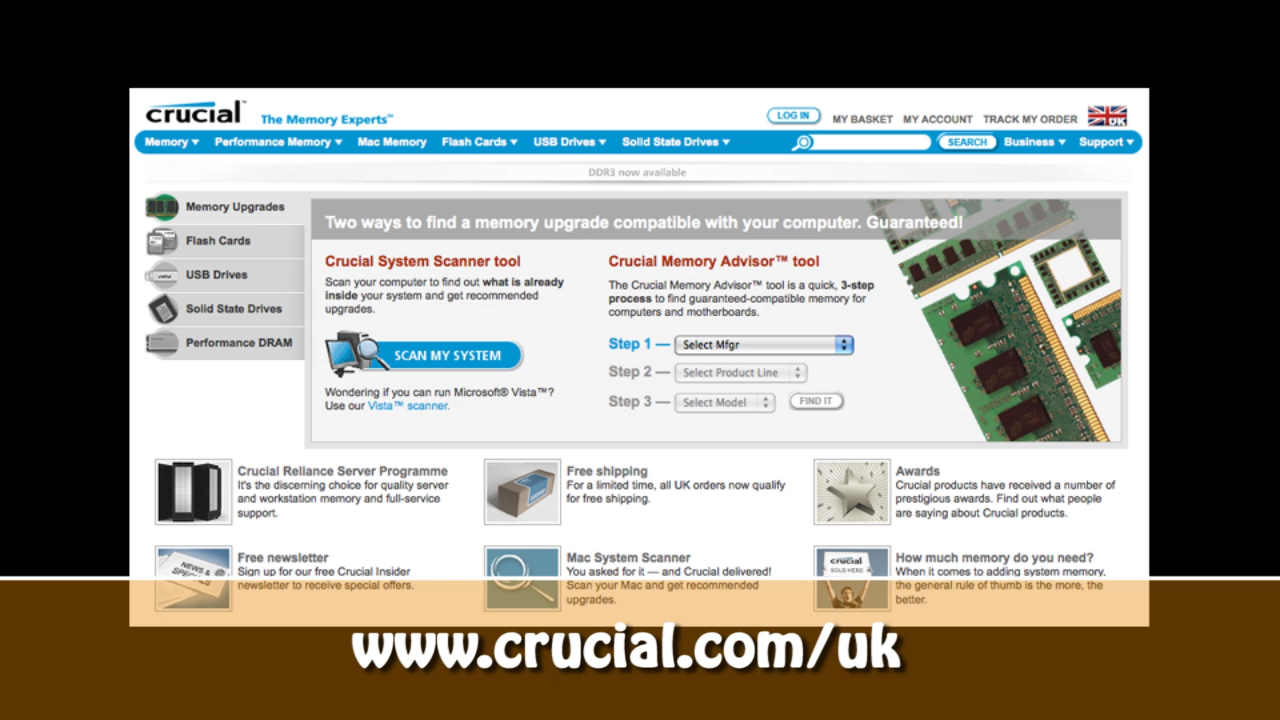 crucial™ The Memory Experts™ LOG IN MY BASKET MY ACCOUNT TRACK MY ORDER UK
Memory Performance Memory Mac Memory Flash Cards USB Drives Solid State Drives SEARCH Business Support
DDR3 now available
Memory Upgrades
Flash Cards
USB Drives
Solid State Drives
Performance DRAM
Two ways to find a memory upgrade compatible with your computer. Guaranteed!
Crucial System Scanner tool
Scan your computer to find out what is already
inside your system and get recommended
upgrades.
SCAN MY SYSTEM
Wondering if you can run Microsoft® Vista™?
Use our Vista™ scanner.
Crucial Memory Advisor™ tool
The Crucial Memory Advisor™ tool is a quick, 3-step
process to find guaranteed-compatible memory for
computers and motherboards.
Step 1 — Select Mfgr
Step 2 — Select Product Line
Step 3 — Select Model FIND IT
Crucial Reliance Server Programme
It's the discerning choice for quality server
and workstation memory and full-service
support.
Free shipping
For a limited time, all UK orders now qualify
for free shipping.
Awards
Crucial products have received a number of
prestigious awards. Find out what people
are saying about Crucial products.
NEWS &
Free newsletter
Sign up for our free Crucial Insider
newsletter to receive special offers.
Mac System Scanner
You asked for it — and Crucial delivered!
Scan your Mac and get recommended
upgrades.
crucial
SOLD HERE
How much memory do you need?
When it comes to adding system memory,
the general rule of thumb is the more, the
better.
www.crucial.com/uk